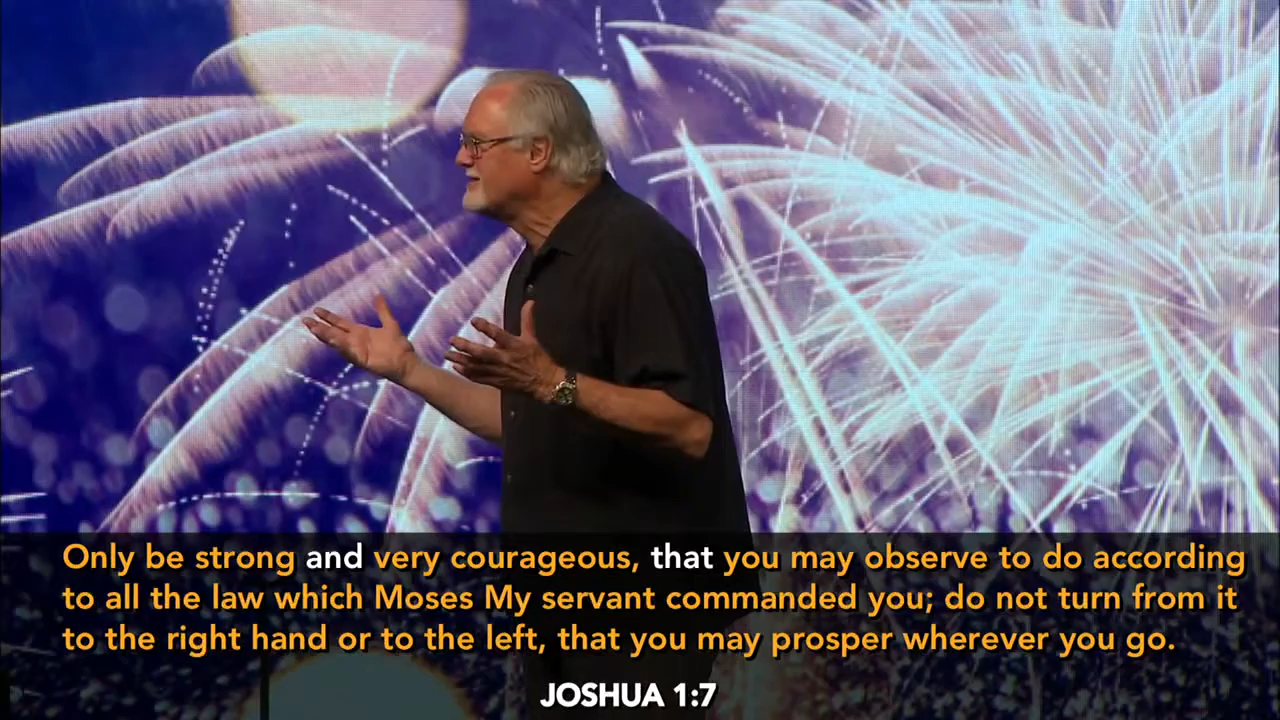 Only be strong and very courageous, that you may observe to do according
to all the law which Moses My servant commanded you; do not turn from it
to the right hand or to the left, that you may prosper wherever you go.
JOSHUA 1:7